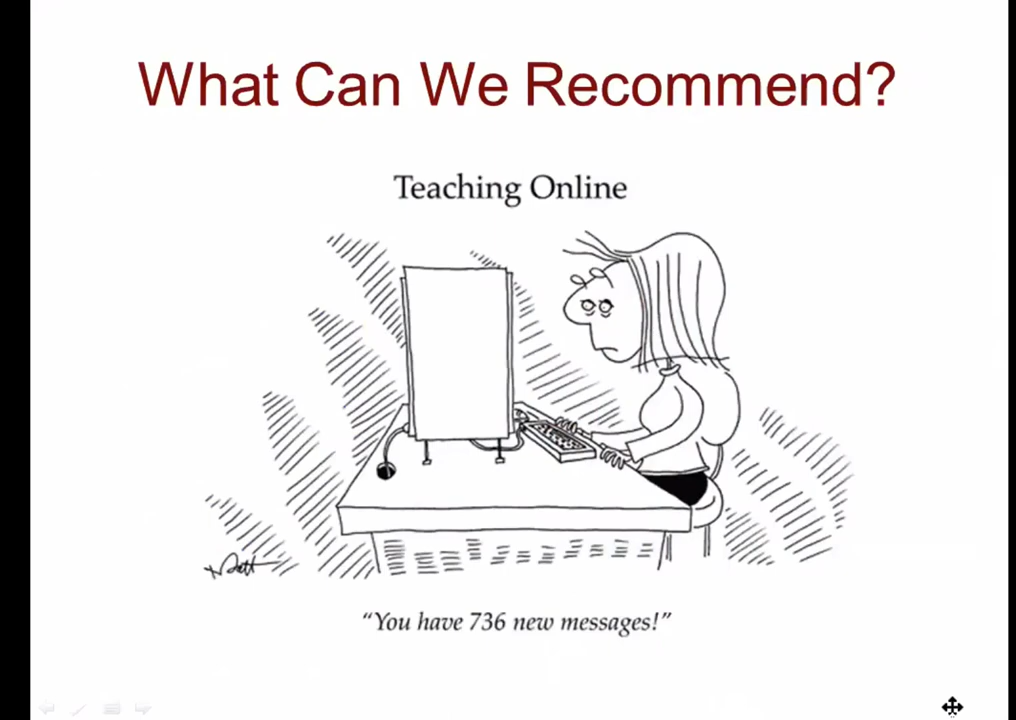 What Can We Recommend?
Teaching Online
“You have 736 new messages!”